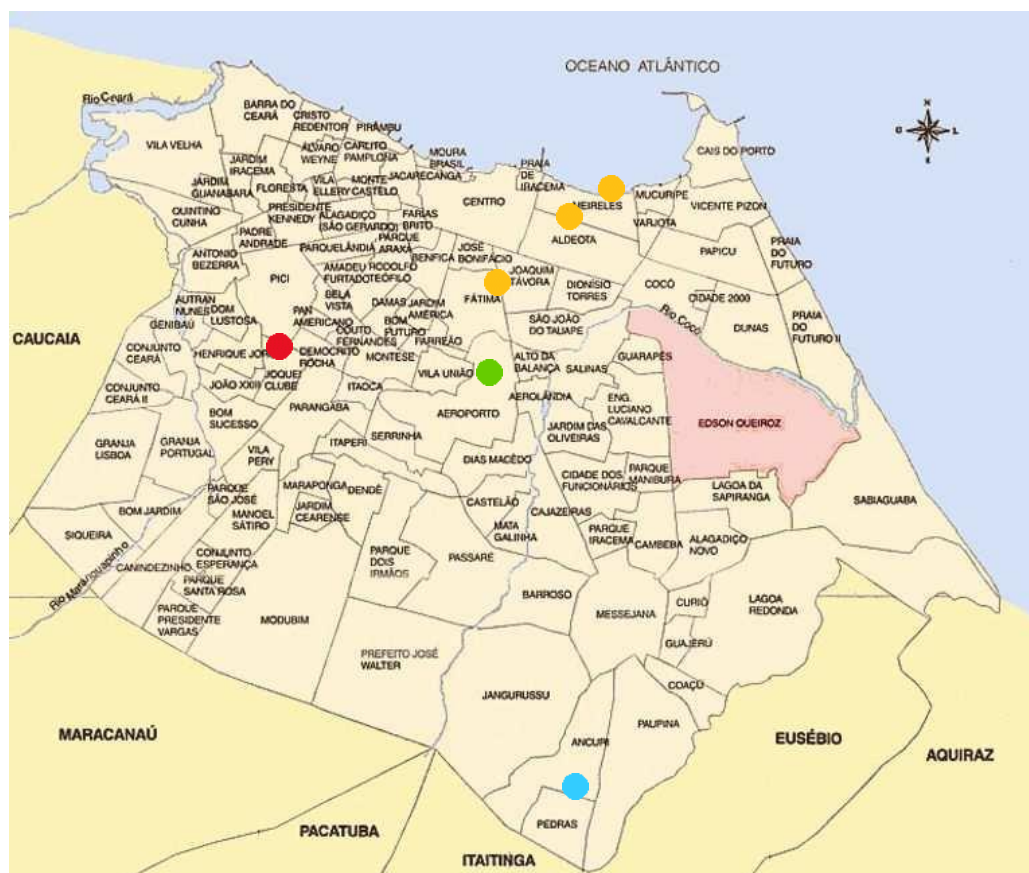 OCEANO ATLÂNTICO
Rio Ceará
BARRA DO
CEARÁ
CRISTO
REDENTOR
PIRÂMBU
VILA VELHA
ÁLVARO
WEYNE
CARLITO
PAMPLONA
MOURA
BRASIL
JACARECANGA
PRAIA
DE
IRACEMA
CAIS DO PORTO
N
O
L
JARDIM
IRACEMA
JARDIM
GUANABARA
FLORESTA
VILA
ELLERY
MONTE
CASTELO
CENTRO
MUCURIPE
VICENTE PIZON
QUINTINO
CUNHA
PRESIDENTE
KENNEDY
ALAGADIÇO
(SÃO GERARDO)
FARIAS
BRITO
VARJOTA
PADRE
ANDRADE
PARQUELÂNDIA
PARQUE
ARAXÁ
ALDEOTA
PAPICU
PRAIA
DO
FUTURO
ANTONIO
BEZERRA
BENFICA
JOSÉ
BONIFÁCIO
PICI
AMADEU
FURTADO
RODOLFO
TEÓFILO
JOAQUIM
TÁVORA
DIONÍSIO
TORRES
COCÓ
CIDADE 2000
AUTRAN
NUNES
DOM
LUSTOSA
BELA
VISTA
DAMAS
JARDIM
AMÉRICA
FÁTIMA
PAN
AMERICANO
BOM
FUTURO
SÃO JOÃO
DO TAUAPE
Rio Cocó
DUNAS
PRAIA
DO
FUTURO II
CAUCAIA
GENIBAÚ
COUTO
FERNANDES
PARREÃO
CONJUNTO
CEARÁ
DEMÓCRITO
ROCHA
MONTESE
ALTO DA
BALANÇA
SALINAS
GUARAPÉS
JOÃO XXIII
JOQUEI
CLUBE
ITAOCA
VILA UNIÃO
CONJUNTO
CEARÁ II
BOM
SUCESSO
PARANGABA
AEROPORTO
AEROLÂNDIA
ENG.
LUCIANO
CAVALCANTE
EDSON QUEIROZ
GRANJA
LISBOA
GRANJA
PORTUGAL
VILA
PERY
ITAPERI
SERRINHA
JARDIM DAS
OLIVEIRAS
DIAS MACÊDO
CIDADE DOS
FUNCIONÁRIOS
PARQUE
MANIBURA
LAGOA DA
SAPIRANGA
SABIAGUABA
PARQUE
SÃO JOSÉ
MARAPONGA
DENDÊ
CASTELÃO
CAJAZEIRAS
BOM JARDIM
MANOEL
SÁTIRO
JARDIM
CEARENSE
MATA
GALINHA
PARQUE
IRACEMA
CAMBEBA
ALAGADIÇO
NOVO
SIQUEIRA
Rio Maranguapinho
CANINDEZINHO
CONJUNTO
ESPERANÇA
PARQUE
DOIS
IRMÃOS
PASSARÉ
PARQUE
SANTA ROSA
BARROSO
MESSEJANA
CURIÓ
LAGOA
REDONDA
PARQUE
PRESIDENTE
VARGAS
MODUBIM
GUAJERÚ
PREFEITO JOSÉ
WALTER
COAÇÚ
JANGURUSSU
PAUPINA
MARACANAÚ
ANCURI
EUSÉBIO
AQUIRAZ
PEDRAS
PACATUBA
ITAITINGA